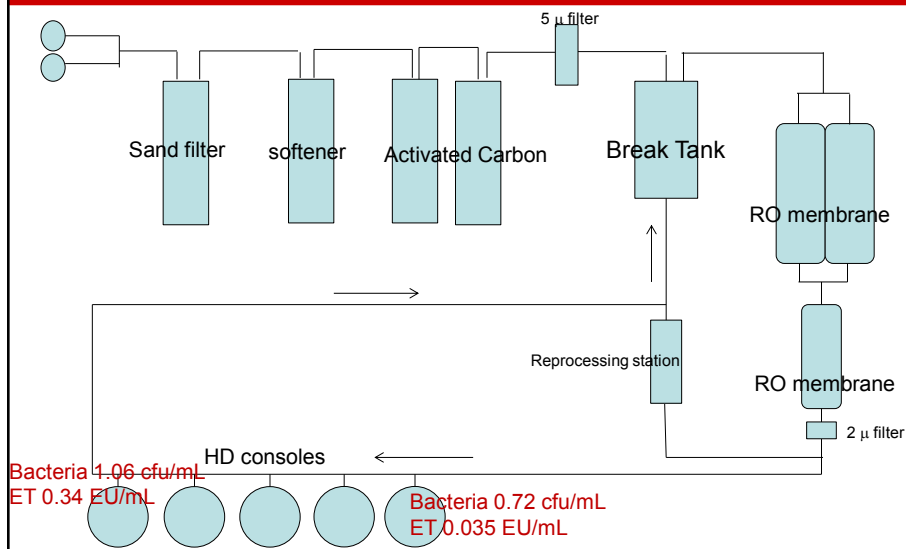 5 μ filter
Sand filter
softener
Activated Carbon
Break Tank
RO membrane
Reprocessing station
RO membrane
2 μ filter
HD consoles
Bacteria 1.06 cfu/mL
ET 0.34 EU/mL
Bacteria 0.72 cfu/mL
ET 0.035 EU/mL